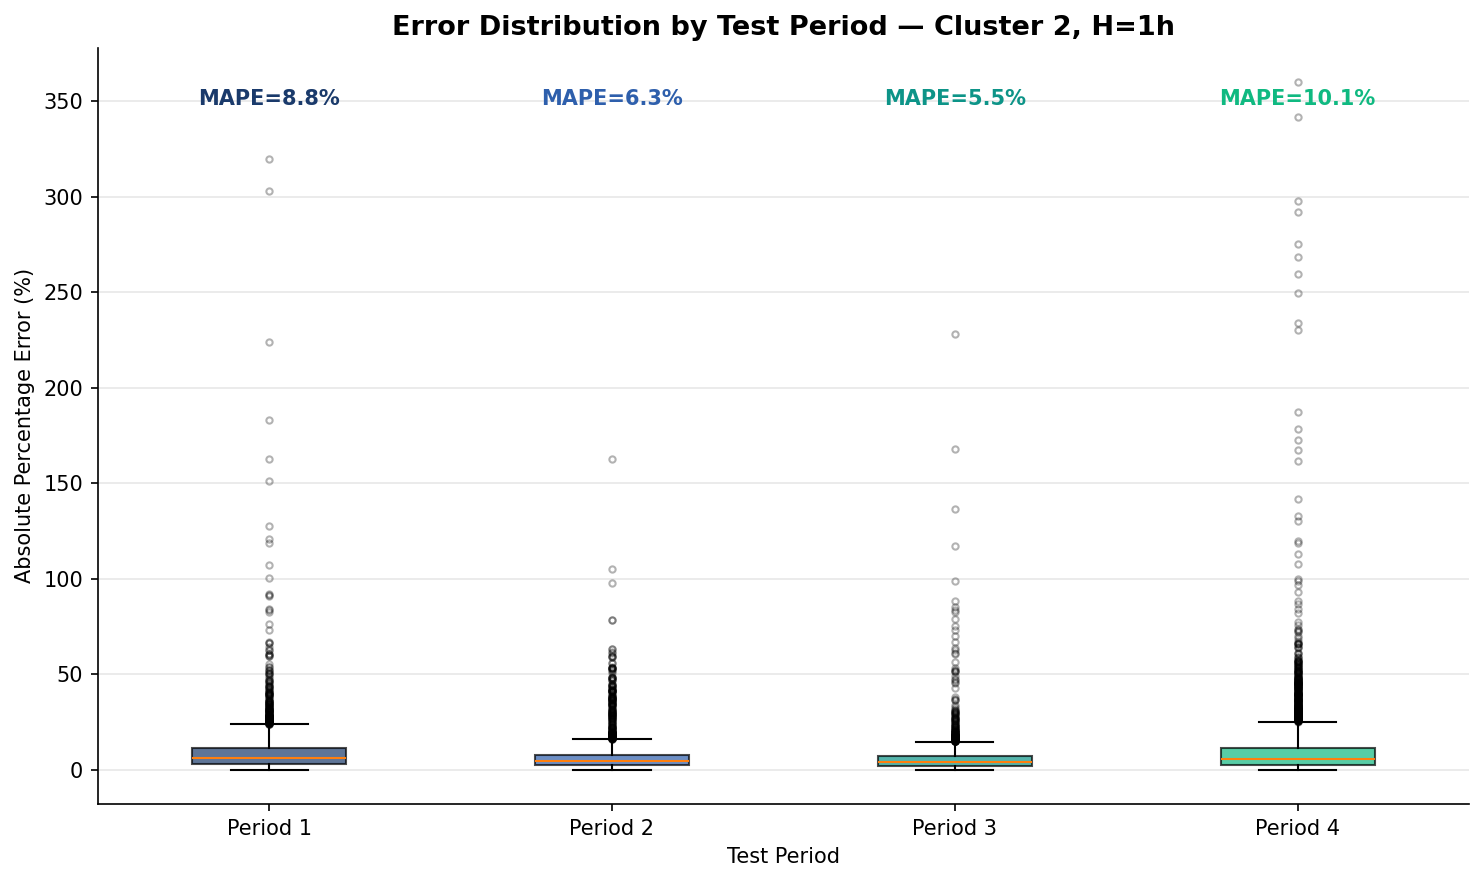 Error Distribution by Test Period — Cluster 2, H=1h
MAPE=8.8%
MAPE=6.3%
MAPE=5.5%
MAPE=10.1%
Absolute Percentage Error (%)
350
300
250
200
150
100
50
0
Period 1
Period 2
Period 3
Period 4
Test Period